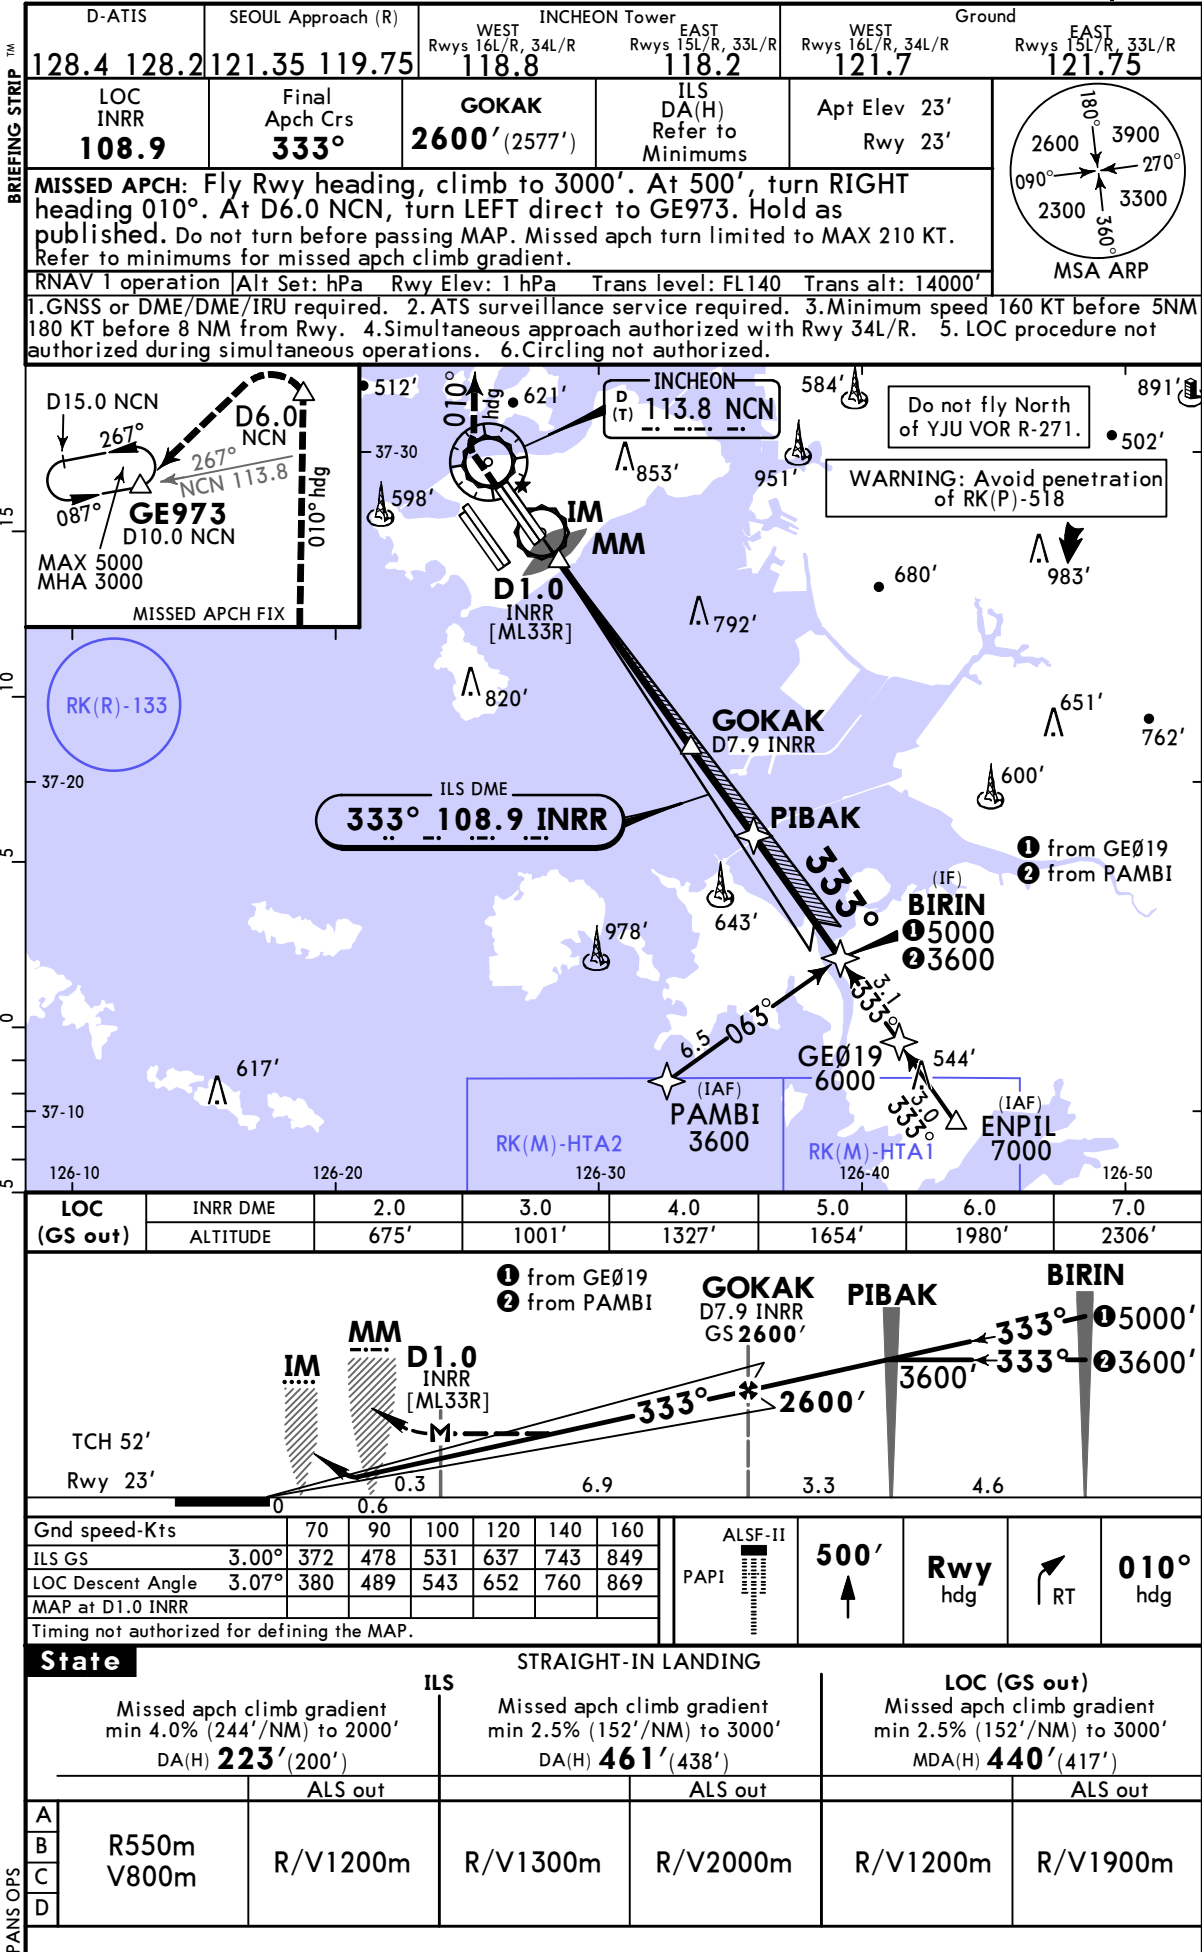 BRIEFING STRIP TM
D-ATIS
128.4 128.2
SEOUL Approach (R)
121.35 119.75
INCHEON Tower
WEST
Rwys 16L/R, 34L/R
118.8
EAST
Rwys 15L/R, 33L/R
118.2
Ground
WEST
Rwys 16L/R, 34L/R
121.7
EAST
Rwys 15L/R, 33L/R
121.75
LOC
INRR
108.9
Final
Apch Crs
333°
GOKAK
2600′(2577′)
ILS
DA(H)
Refer to
Minimums
Apt Elev 23′
Rwy 23′
180°
2600
3900
270°
090°
2300
3300
360°
MSA ARP
MISSED APCH: Fly Rwy heading, climb to 3000′. At 500′, turn RIGHT
heading 010°. At D6.0 NCN, turn LEFT direct to GE973. Hold as
published. Do not turn before passing MAP. Missed apch turn limited to MAX 210 KT.
Refer to minimums for missed apch climb gradient.
RNAV 1 operation Alt Set: hPa Rwy Elev: 1 hPa Trans level: FL140 Trans alt: 14000′
1.GNSS or DME/DME/IRU required. 2.ATS surveillance service required. 3.Minimum speed 160 KT before 5NM
180 KT before 8 NM from Rwy. 4.Simultaneous approach authorized with Rwy 34L/R. 5. LOC procedure not
authorized during simultaneous operations. 6.Circling not authorized.
D15.0 NCN
267°
D6.0
NCN
267°
NCN 113.8
087°
GE973
D10.0 NCN
MAX 5000
MHA 3000
010° hdg
MISSED APCH FIX
512′
010°
hdg
621′
INCHEON
D
(T) 113.8 NCN
584′
891′
Do not fly North
of YJU VOR R-271.
502′
37-30
853′
951′
WARNING: Avoid penetration
of RK(P)-518
598′
15
IM
MM
983′
680′
D1.0
INRR
[ML33R]
792′
RK(R)-133
10
820′
651′
762′
GOKAK
D7.9 INRR
37-20
600′
ILS DME
333° 108.9 INRR
PIBAK
333°
1 from GEØ19
2 from PAMBI
5
643′
978′
(IF)
BIRIN
1 5000
2 3600
3.1
333°
0
6.5
063°
GEØ19
6000
544′
617′
3.0
333°
(IAF)
PAMBI
3600
(IAF)
ENPIL
7000
37-10
RK(M)-HTA2
RK(M)-HTA1
5
126-10
126-20
126-30
126-40
126-50
LOC
(GS out)
INRR DME 2.0 3.0 4.0 5.0 6.0 7.0
ALTITUDE 675′ 1001′ 1327′ 1654′ 1980′ 2306′
1 from GEØ19
2 from PAMBI
GOKAK
D7.9 INRR
GS 2600′
PIBAK
BIRIN
333°
1 5000′
333°
2 3600′
3600′
MM
IM
D1.0
INRR
[ML33R]
333°
2600′
M
TCH 52′
Rwy 23′
0
0.6
0.3
6.9
3.3
4.6
Gnd speed-Kts 70 90 100 120 140 160
ILS GS 3.00° 372 478 531 637 743 849
LOC Descent Angle 3.07° 380 489 543 652 760 869
MAP at D1.0 INRR
Timing not authorized for defining the MAP.
ALSF-II
PAPI
500′
Rwy
hdg
RT
010°
hdg
State
STRAIGHT-IN LANDING
ILS
Missed apch climb gradient
min 4.0% (244′/NM) to 2000′
DA(H) 223′(200′)
Missed apch climb gradient
min 2.5% (152′/NM) to 3000′
DA(H) 461′(438′)
LOC (GS out)
Missed apch climb gradient
min 2.5% (152′/NM) to 3000′
MDA(H) 440′(417′)
ALS out
ALS out
ALS out
A
B
C
D
R550m
V800m
R/V1200m
R/V1300m
R/V2000m
R/V1200m
R/V1900m
PANS OPS